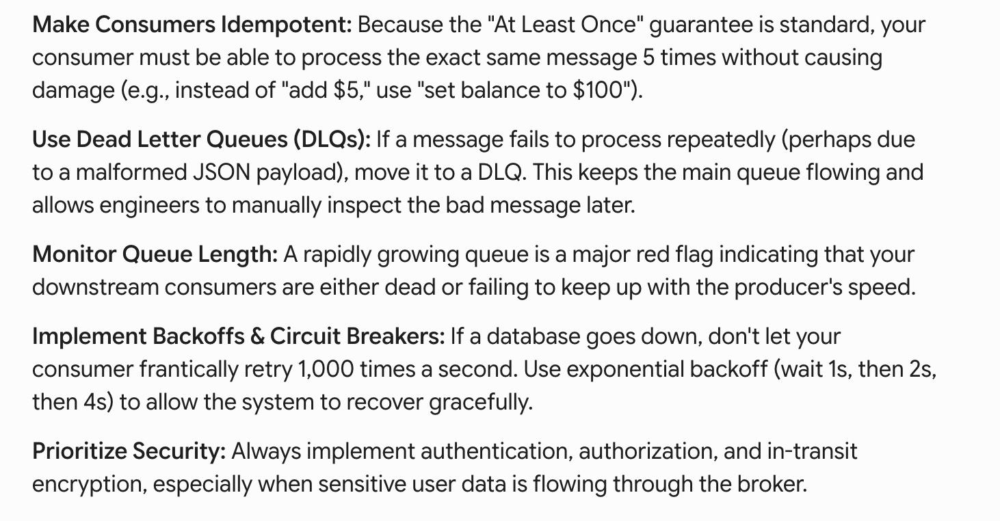 Make Consumers Idempotent: Because the "At Least Once" guarantee is standard, your
consumer must be able to process the exact same message 5 times without causing
damage (e.g., instead of "add $5," use "set balance to $100").
Use Dead Letter Queues (DLQs): If a message fails to process repeatedly (perhaps due
to a malformed JSON payload), move it to a DLQ. This keeps the main queue flowing and
allows engineers to manually inspect the bad message later.
Monitor Queue Length: A rapidly growing queue is a major red flag indicating that your
downstream consumers are either dead or failing to keep up with the producer's speed.
Implement Backoffs & Circuit Breakers: If a database goes down, don't let your
consumer frantically retry 1,000 times a second. Use exponential backoff (wait 1s, then 2s,
then 4s) to allow the system to recover gracefully.
Prioritize Security: Always implement authentication, authorization, and in-transit
encryption, especially when sensitive user data is flowing through the broker.